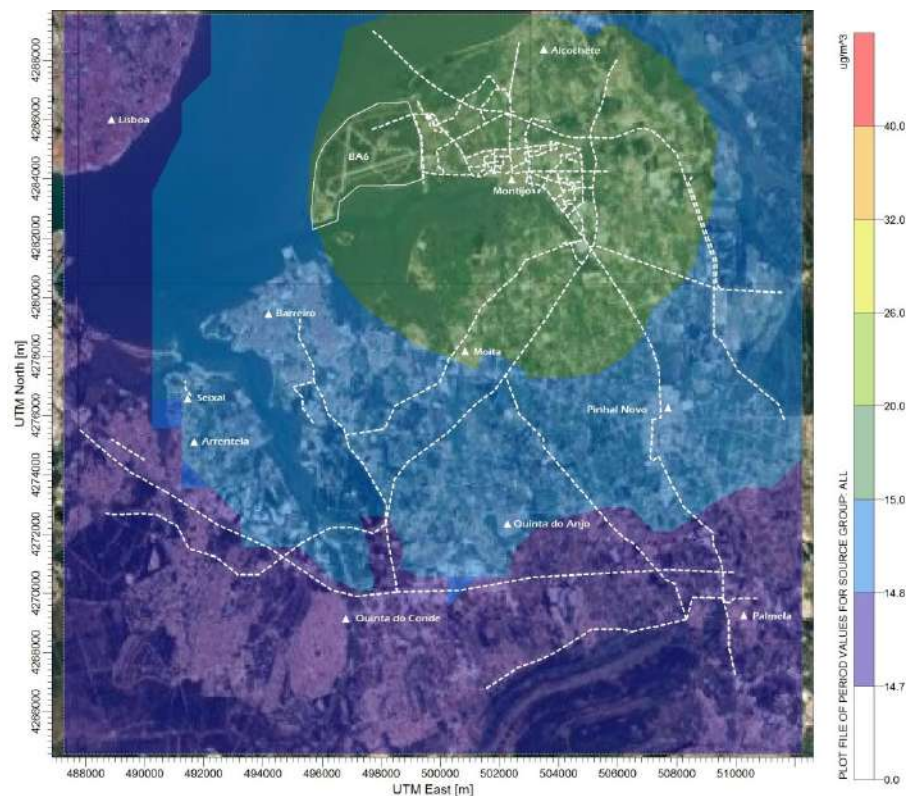 ug/m^3
Alcochete
Lisboa
BA6
Montijo
Barreiro
Moita
Seixal
Pinhal Novo
Arrentela
Quinta do Anjo
Quinta do Conde
Palmela
UTM North [m]
4288000
4286000
4284000
4282000
4280000
4278000
4276000
4274000
4272000
4270000
4268000
4266000
488000 490000 492000 494000 496000 498000 500000 502000 504000 506000 508000 510000
UTM East [m]
PLOT FILE OF PERIOD VALUES FOR SOURCE GROUP: ALL
40.0
32.0
26.0
20.0
15.0
14.8
14.7
0.0